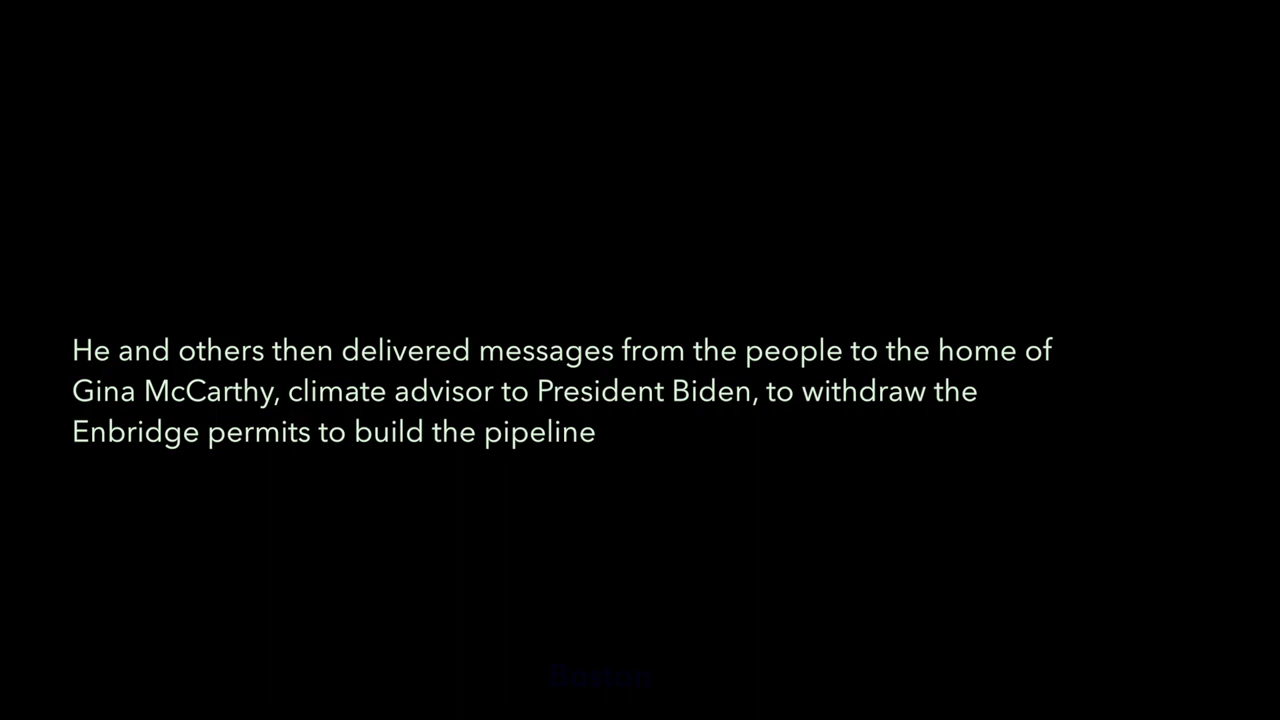 He and others then delivered messages from the people to the home of
Gina McCarthy, climate advisor to President Biden, to withdraw the
Enbridge permits to build the pipeline